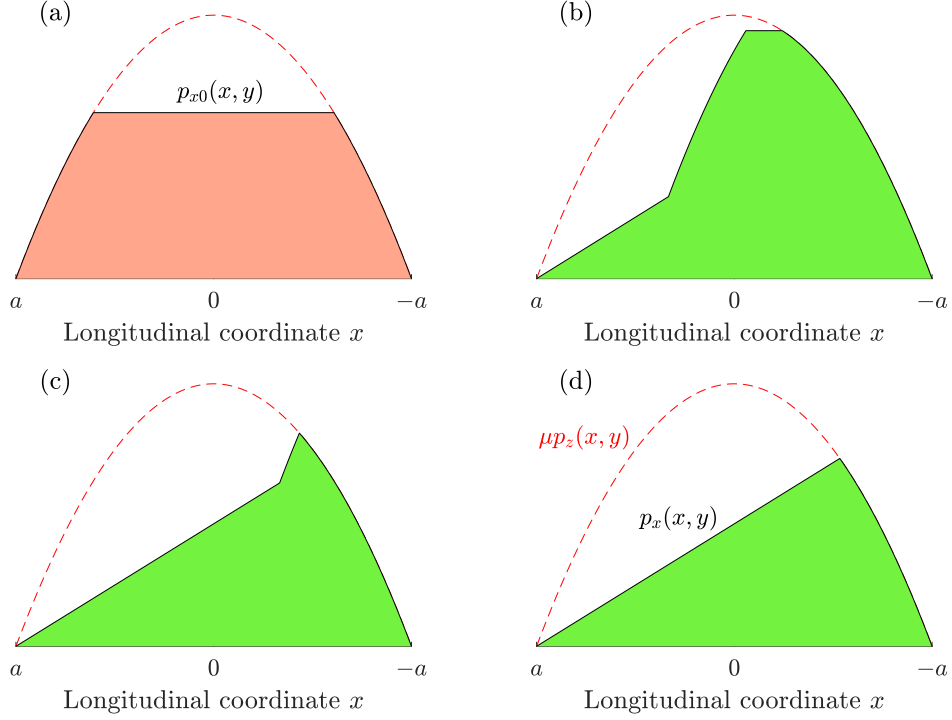 (a)
p_{x0}(x, y)
a 0 −a
Longitudinal coordinate x
(b)
a 0 −a
Longitudinal coordinate x
(c)
a 0 −a
Longitudinal coordinate x
(d)
μp_z(x, y)
p_x(x, y)
a 0 −a
Longitudinal coordinate x